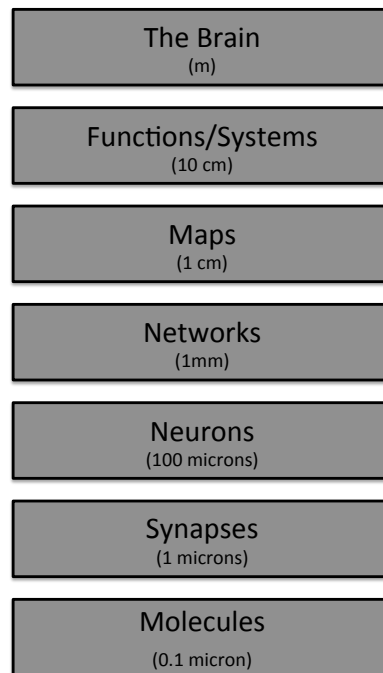 The Brain
(m)
Functions/Systems
(10 cm)
Maps
(1 cm)
Networks
(1mm)
Neurons
(100 microns)
Synapses
(1 microns)
Molecules
(0.1 micron)